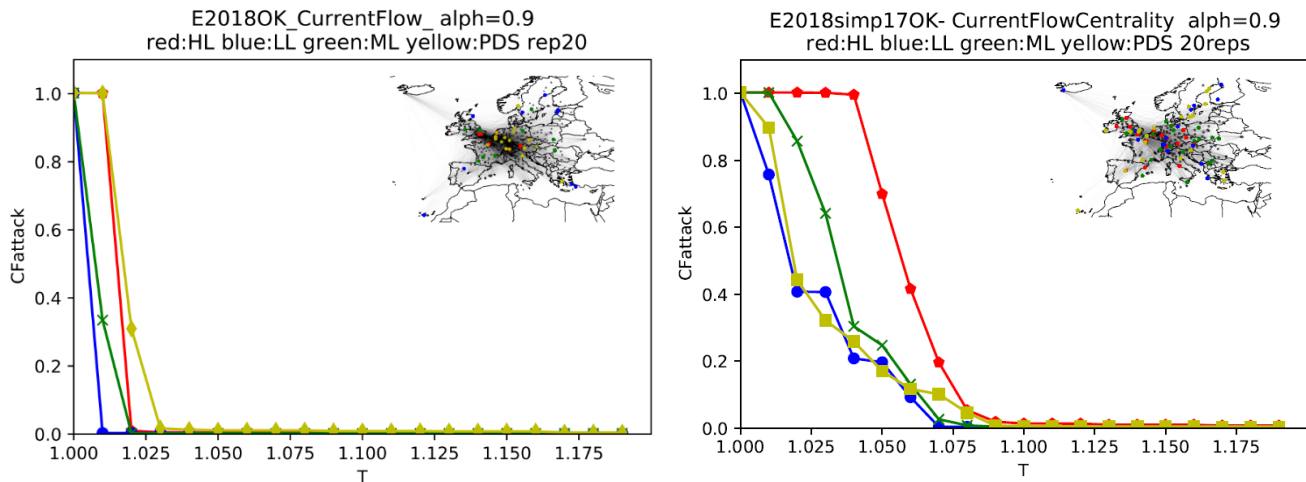 E2018OK_CurrentFlow_ alph=0.9
red:HL blue:LL green:ML yellow:PDS rep20
CFattack
1.0
0.8
0.6
0.4
0.2
0.0
1.000 1.025 1.050 1.075 1.100 1.125 1.150 1.175
T
E2018simp17OK- CurrentFlowCentrality alph=0.9
red:HL blue:LL green:ML yellow:PDS 20reps
CFattack
1.0
0.8
0.6
0.4
0.2
0.0
1.000 1.025 1.050 1.075 1.100 1.125 1.150 1.175
T